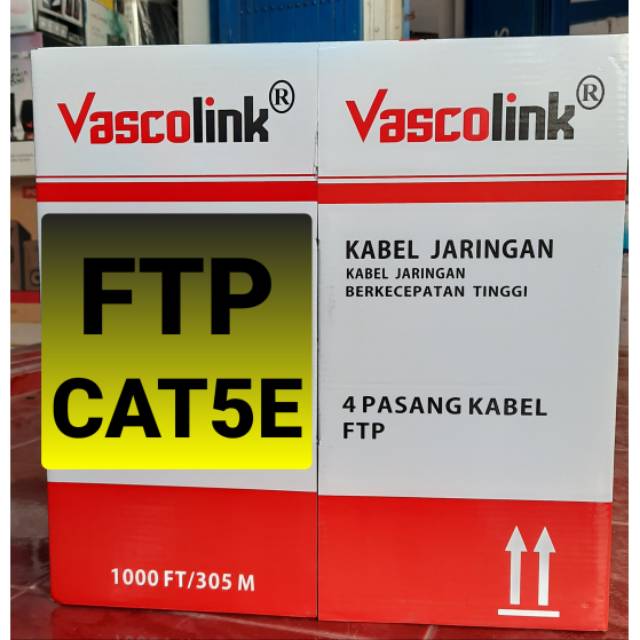 Vascolink®
FTP
CAT5E
1000 FT/305 M
Vascolink®
KABEL JARINGAN
KABEL JARINGAN
BERKECEPATAN TINGGI
4 PASANG KABEL
FTP